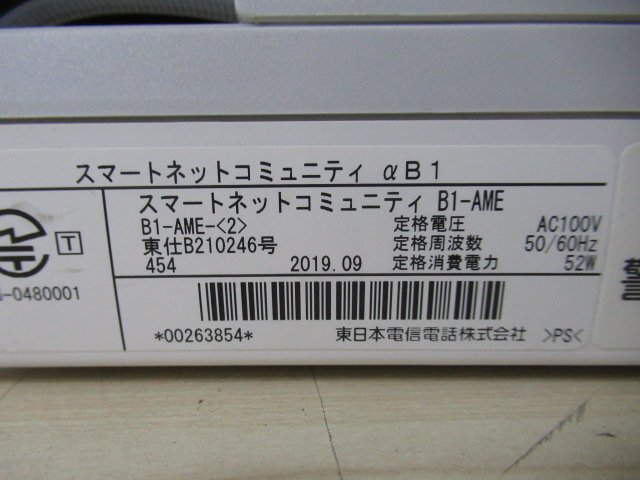 スマートネットコミュニティ αB1
スマートネットコミュニティ B1-AME
B1-AME-<2>
東仕B210246号
454 2019.09
定格電圧 AC100V
定格周波数 50/60Hz
定格消費電力 52W
T
-0480001
*00263854*
東日本電信電話株式会社 >PS<
警